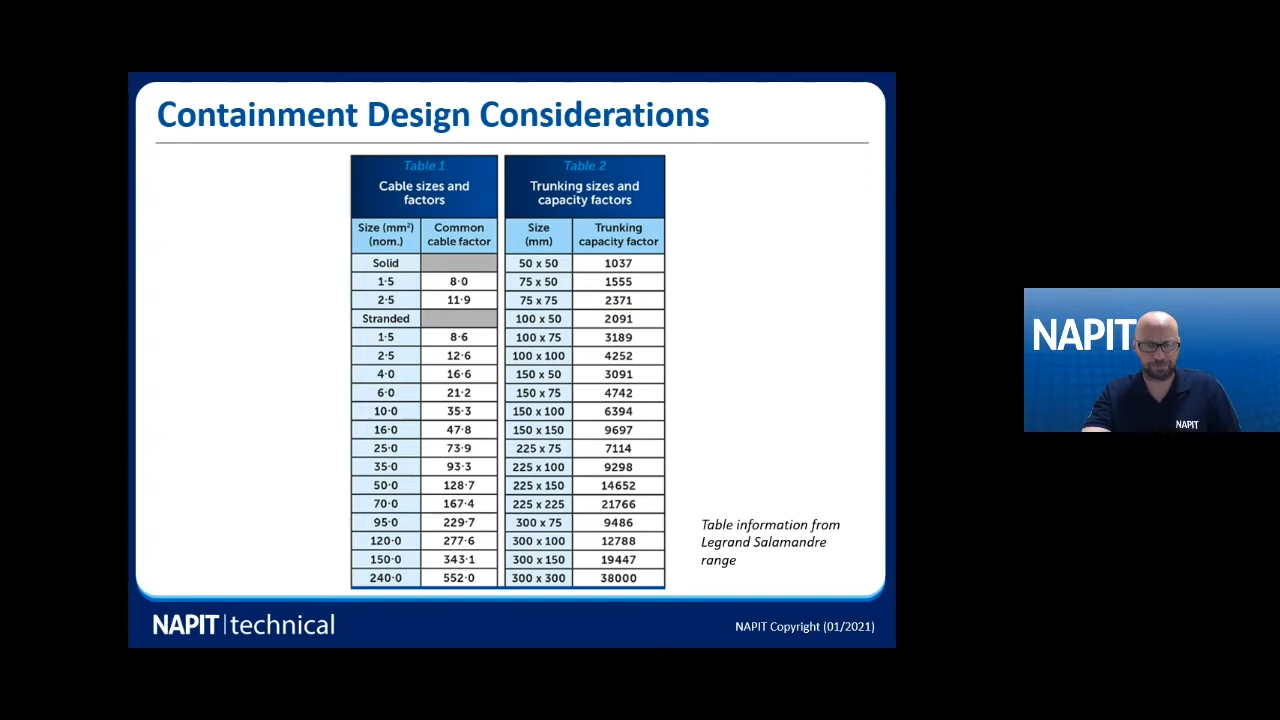 Containment Design Considerations
Table 1
Cable sizes and
factors
Size (mm²)
(nom.)
Common
cable factor
Solid
1·5 8·0
2·5 11·9
Stranded
1·5 8·6
2·5 12·6
4·0 16·6
6·0 21·2
10·0 35·3
16·0 47·8
25·0 73·9
35·0 93·3
50·0 128·7
70·0 167·4
95·0 229·7
120·0 277·6
150·0 343·1
240·0 552·0
Table 2
Trunking sizes and
capacity factors
Size
(mm)
Trunking
capacity factor
50 x 50 1037
75 x 50 1555
75 x 75 2371
100 x 50 2091
100 x 75 3189
100 x 100 4252
150 x 50 3091
150 x 75 4742
150 x 100 6394
150 x 150 9697
225 x 75 7114
225 x 100 9298
225 x 150 14652
225 x 225 21766
300 x 75 9486
300 x 100 12788
300 x 150 19447
300 x 300 38000
Table information from
Legrand Salamandre
range
NAPIT | technical
NAPIT Copyright (01/2021)
NAPIT
NAPIT